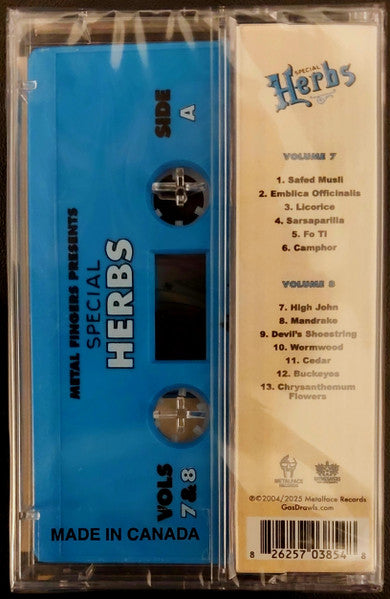 METAL FINGERS PRESENTS
SPECIAL
HERBS
SIDE
A
VOLS
7 & 8
MADE IN CANADA
SPECIAL
Herbs
VOLUME 7
1. Safed Musli
2. Emblica Officinalis
3. Licorice
4. Sarsaparilla
5. Fo Ti
6. Camphor
VOLUME 8
7. High John
8. Mandrake
9. Devil's Shoestring
10. Wormwood
11. Cedar
12. Buckeyes
13. Chrysanthemum
Flowers
METALFACE
RECORDS
℗©2004/2025 Metalface Records
GasDrawls.com
8 26257 03854 8